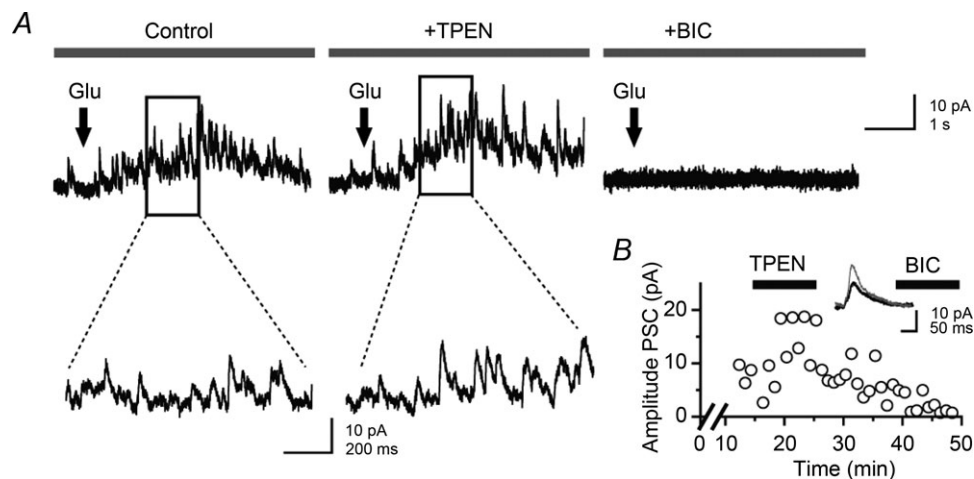 A
Control
+TPEN
+BIC
Glu
Glu
Glu
10 pA
1 s
10 pA
200 ms
B
TPEN
BIC
10 pA
50 ms
Amplitude PSC (pA)
20
10
0
0
10
20
30
40
50
Time (min)